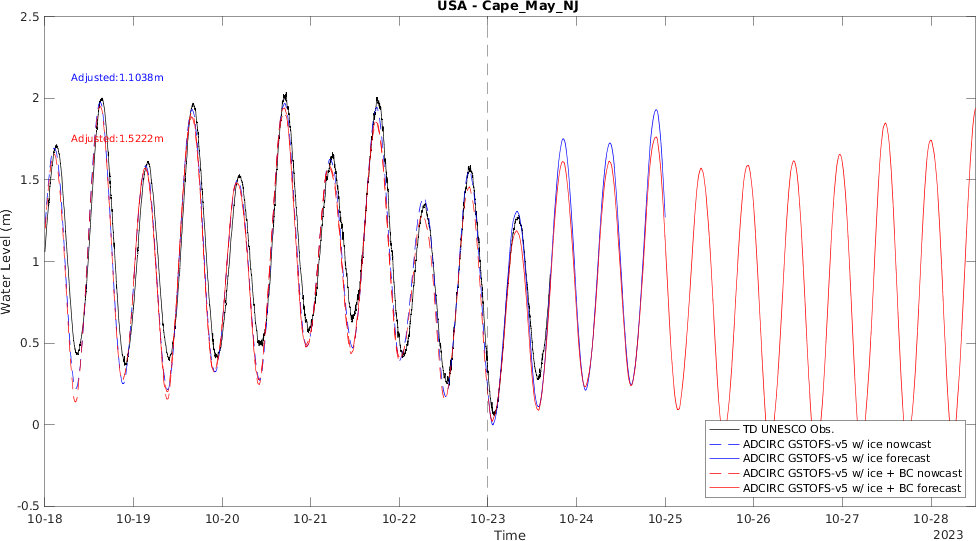 USA - Cape_May_NJ
2.5
2
1.5
1
0.5
0
-0.5
Water Level (m)
Adjusted:1.1038m
Adjusted:1.5222m
TD UNESCO Obs.
ADCIRC GSTOFS-v5 w/ ice nowcast
ADCIRC GSTOFS-v5 w/ ice forecast
ADCIRC GSTOFS-v5 w/ ice + BC nowcast
ADCIRC GSTOFS-v5 w/ ice + BC forecast
10-18 10-19 10-20 10-21 10-22 10-23 10-24 10-25 10-26 10-27 10-28
Time
2023